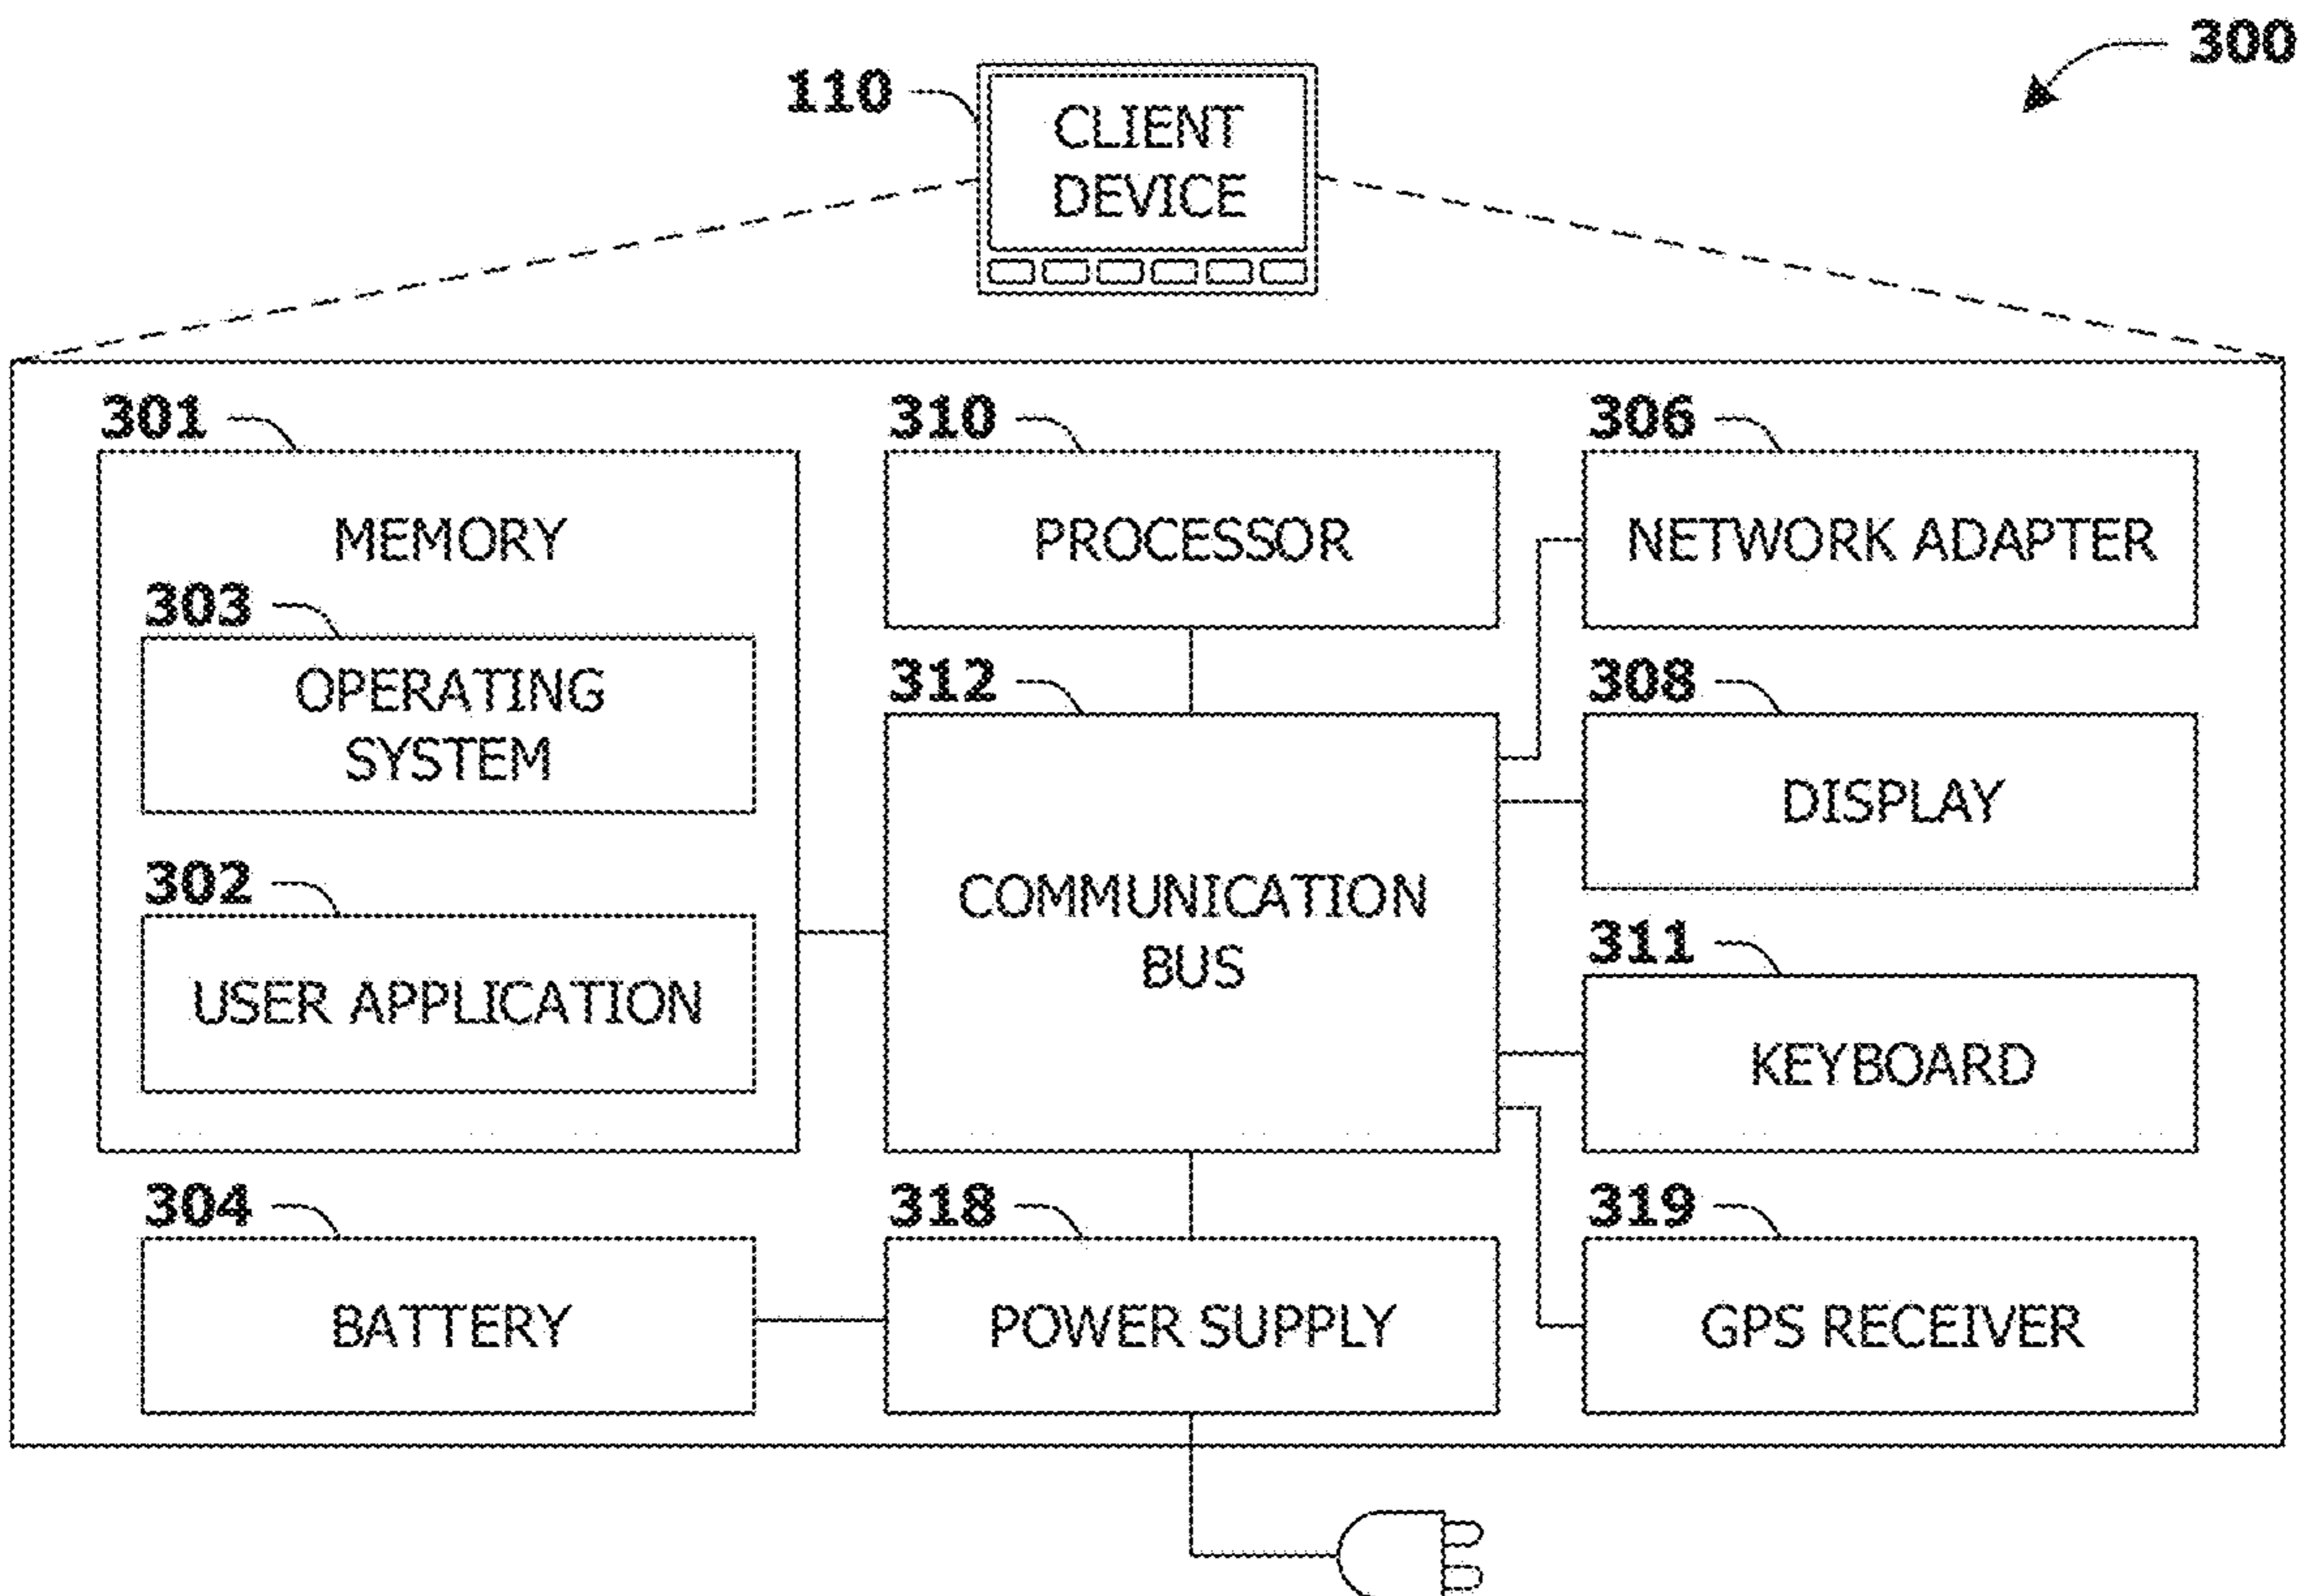 300
110
CLIENT
DEVICE
301
310
306
MEMORY
PROCESSOR
NETWORK ADAPTER
303
312
308
OPERATING
SYSTEM
DISPLAY
302
COMMUNICATION
BUS
311
USER APPLICATION
KEYBOARD
304
318
319
BATTERY
POWER SUPPLY
GPS RECEIVER